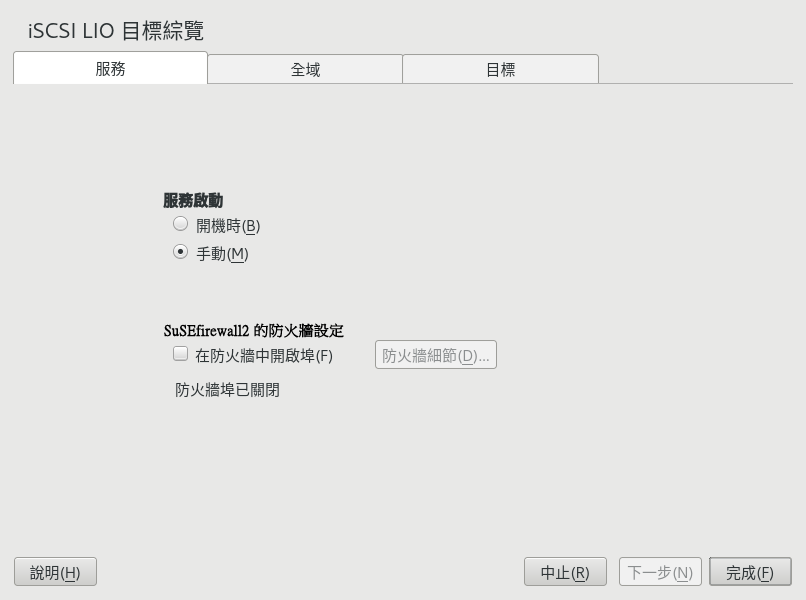 iSCSI LIO 目標綜覽
服務 全域 目標
服務啟動
開機時(B)
手動(M)
SuSEfirewall2 的防火牆設定
在防火牆中開啟埠(F) 防火牆細節(D)...
防火牆埠已關閉
說明(H) 中止(R) 下一步(N) 完成(F)